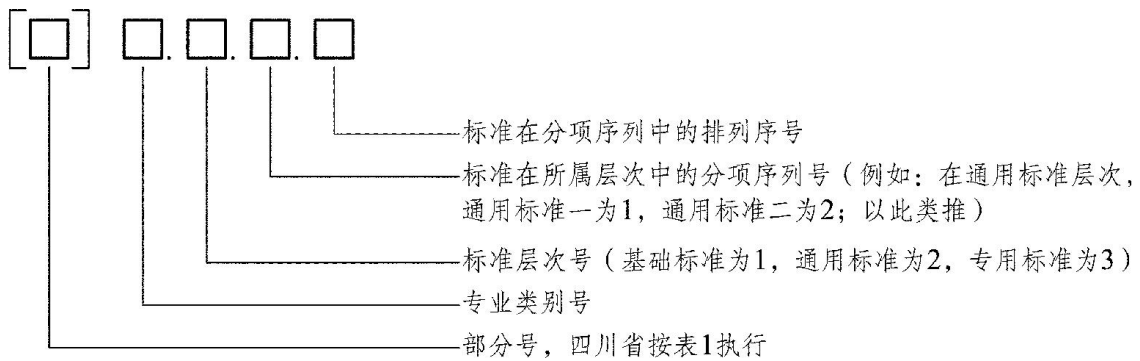 [□] □.□.□.□
标准在分项序列中的排列序号
标准在所属层次中的分项序列号（例如：在通用标准层次，
通用标准一为1，通用标准二为2；以此类推）
标准层次号（基础标准为1，通用标准为2，专用标准为3）
专业类别号
部分号，四川省按表1执行